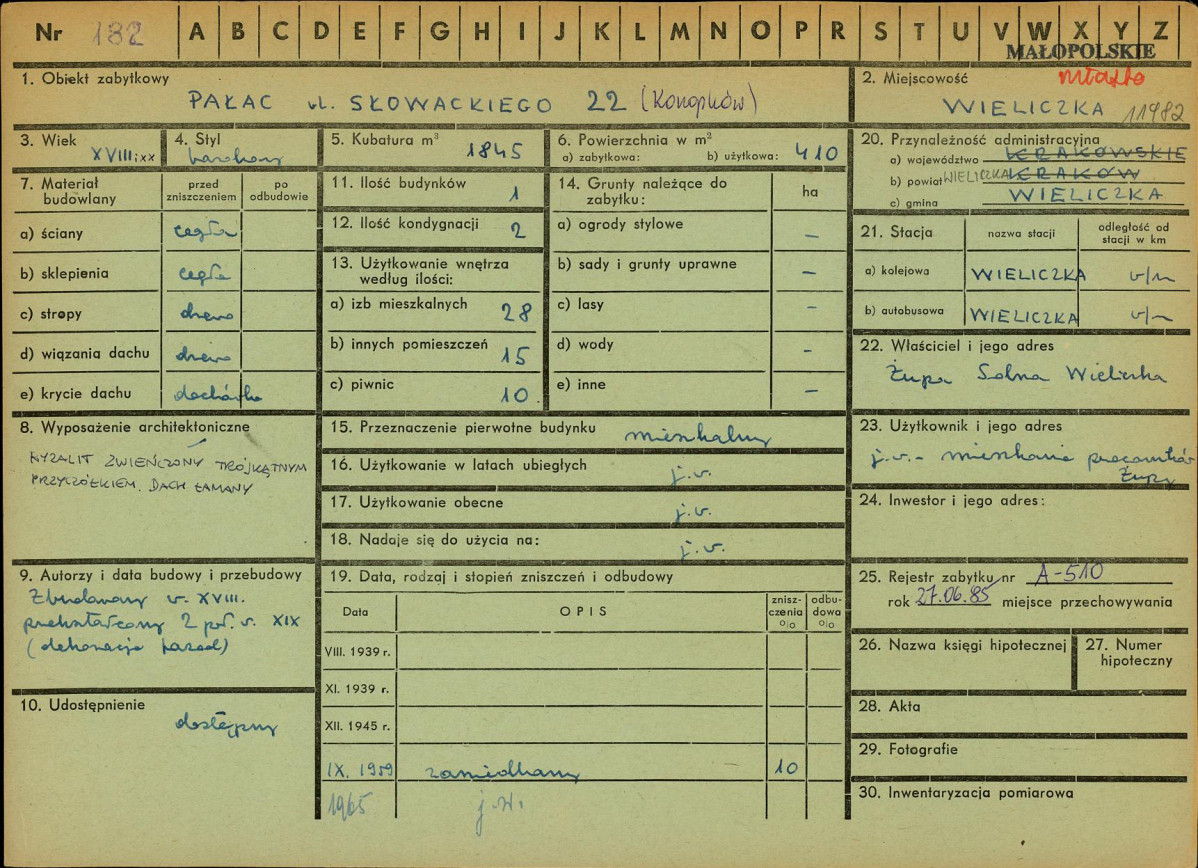 Nr 182 A B C D E F G H I J K L M N O P R S T U V W X Y Z
MAŁOPOLSKIE
1. Obiekt zabytkowy
PAŁAC ul. SŁOWACKIEGO 22 (Konopków)
2. Miejscowość miasto
WIELICZKA 11982
3. Wiek
XVIII; XX
4. Styl
barokowy
5. Kubatura m³ 1845
6. Powierzchnia w m²
a) zabytkowa: b) użytkowa: 410
20. Przynależność administracyjna
a) województwo KRAKOWSKIE
b) powiat WIELICZKA KRAKÓW
c) gmina WIELICZKA
7. Materiał budowlany
przed zniszczeniem
po odbudowie
a) ściany cegła
b) sklepienia cegła
c) stropy drewno
d) wiązania dachu drewno
e) krycie dachu dachówka
11. Ilość budynków 1
12. Ilość kondygnacji 2
13. Użytkowanie wnętrza
według ilości:
a) izb mieszkalnych 28
b) innych pomieszczeń 15
c) piwnic 10
14. Grunty należące do
zabytku: ha
a) ogrody stylowe –
b) sady i grunty uprawne –
c) lasy –
d) wody –
e) inne –
21. Stacja
nazwa stacji
odległość od
stacji w km
a) kolejowa WIELICZKA v/m
b) autobusowa WIELICZKA v/m
22. Właściciel i jego adres
Żupa Solna Wieliczka
8. Wyposażenie architektoniczne
RYZALIT ZWIEŃCZONY TRÓJKĄTNYM
PRZYCZÓŁKIEM. DACH ŁAMANY
15. Przeznaczenie pierwotne budynku mieszkalny
16. Użytkowanie w latach ubiegłych j.w.
17. Użytkowanie obecne j.w.
18. Nadaje się do użycia na: j.w.
23. Użytkownik i jego adres
j.w. – mieszkanie pracowników
Żupy
24. Inwestor i jego adres:
9. Autorzy i data budowy i przebudowy
Zbudowany w. XVIII.
przekształcony 2 poł. w. XIX
(dekoracja fasad)
10. Udostępnienie
dostępny
19. Data, rodzaj i stopień zniszczeń i odbudowy
Data OPIS
znisz-
czenia
%
odbu-
dowa
%
VIII. 1939 r.
XI. 1939 r.
XII. 1945 r.
IX. 1959 zaniedbany 10
1965 j.w.
25. Rejestr zabytku nr A-510
rok 27.06.85 miejsce przechowywania
26. Nazwa księgi hipotecznej
27. Numer
hipoteczny
28. Akta
29. Fotografie
30. Inwentaryzacja pomiarowa